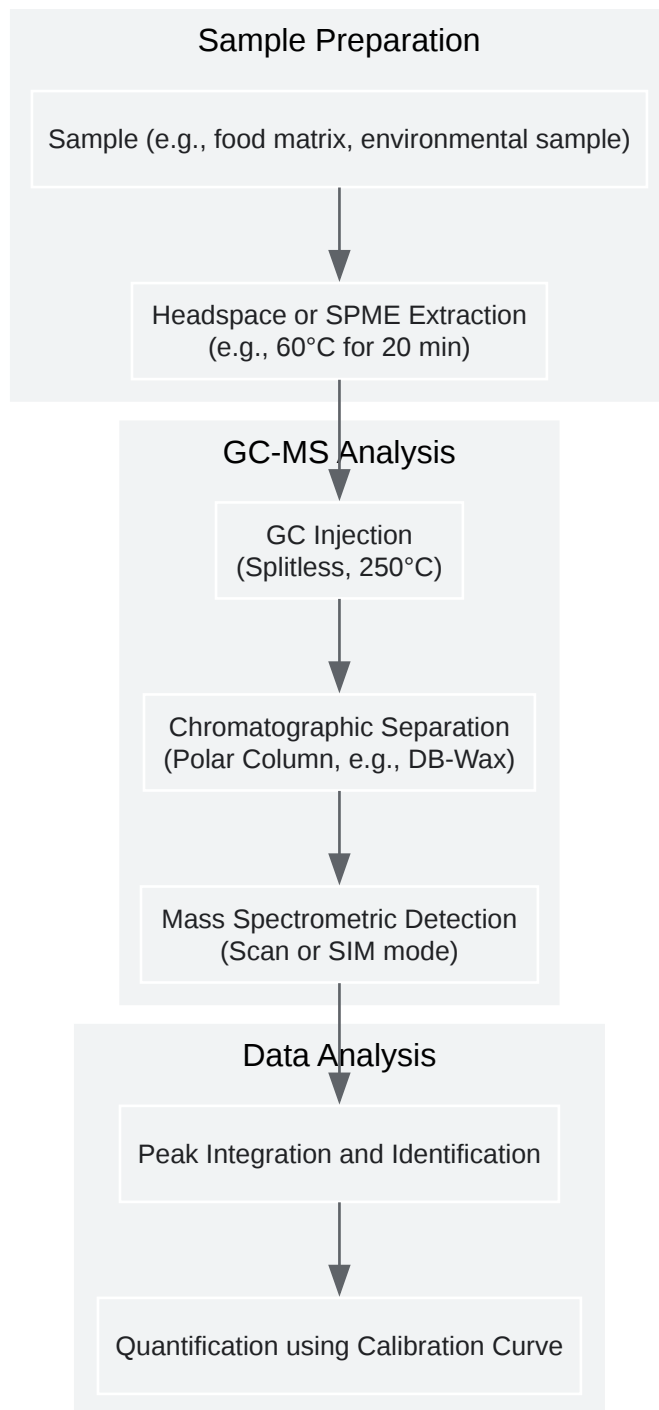 Sample Preparation
Sample (e.g., food matrix, environmental sample)
Headspace or SPME Extraction
(e.g., 60°C for 20 min)
GC-MS Analysis
GC Injection
(Splitless, 250°C)
Chromatographic Separation
(Polar Column, e.g., DB-Wax)
Mass Spectrometric Detection
(Scan or SIM mode)
Data Analysis
Peak Integration and Identification
Quantification using Calibration Curve